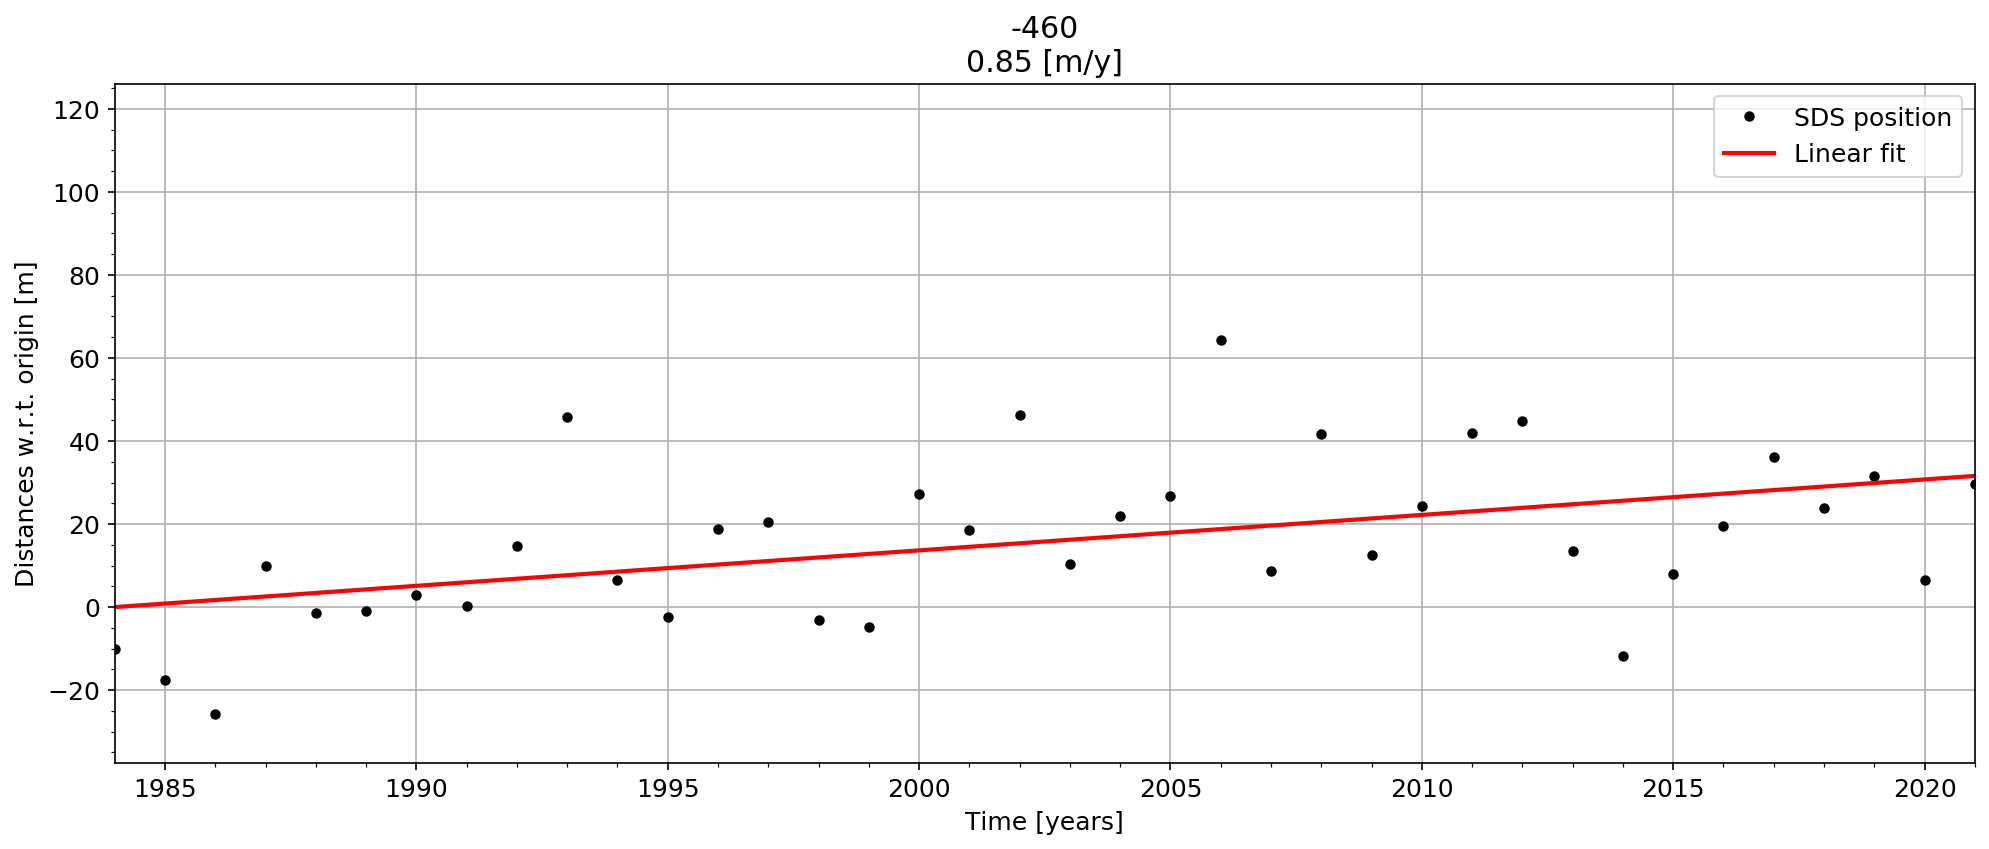 -460
0.85 [m/y]
120
100
80
60
40
20
0
−20
Distances w.r.t. origin [m]
SDS position
Linear fit
1985 1990 1995 2000 2005 2010 2015 2020
Time [years]